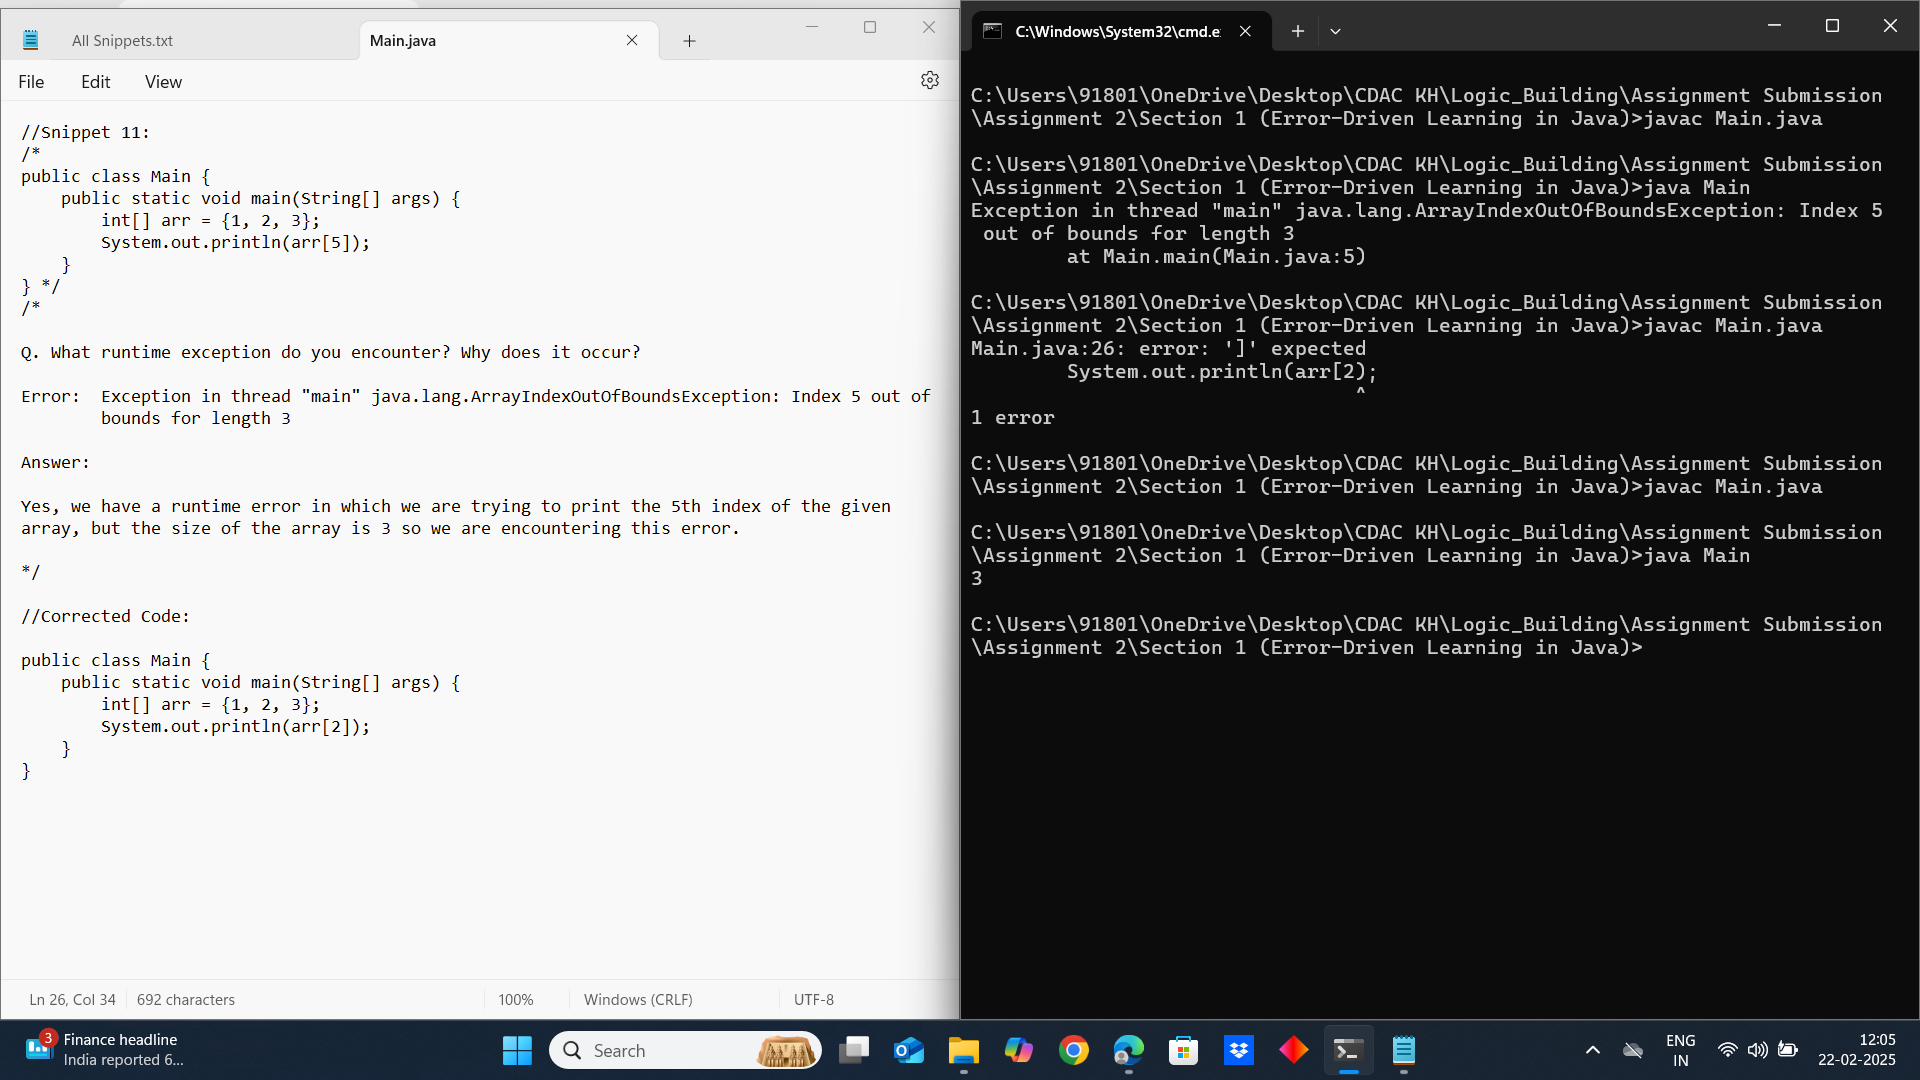 All Snippets.txt
Main.java
File Edit View
//Snippet 11:
/*
public class Main {
    public static void main(String[] args) {
        int[] arr = {1, 2, 3};
        System.out.println(arr[5]);
    }
} */
/*
Q. What runtime exception do you encounter? Why does it occur?
Error:  Exception in thread "main" java.lang.ArrayIndexOutOfBoundsException: Index 5 out of
        bounds for length 3
Answer:
Yes, we have a runtime error in which we are trying to print the 5th index of the given
array, but the size of the array is 3 so we are encountering this error.
*/
//Corrected Code:
public class Main {
    public static void main(String[] args) {
        int[] arr = {1, 2, 3};
        System.out.println(arr[2]);
    }
}
Ln 26, Col 34 692 characters 100% Windows (CRLF) UTF-8
C:\Windows\System32\cmd.e
C:\Users\91801\OneDrive\Desktop\CDAC KH\Logic_Building\Assignment Submission
\Assignment 2\Section 1 (Error-Driven Learning in Java)>javac Main.java
C:\Users\91801\OneDrive\Desktop\CDAC KH\Logic_Building\Assignment Submission
\Assignment 2\Section 1 (Error-Driven Learning in Java)>java Main
Exception in thread "main" java.lang.ArrayIndexOutOfBoundsException: Index 5
 out of bounds for length 3
        at Main.main(Main.java:5)
C:\Users\91801\OneDrive\Desktop\CDAC KH\Logic_Building\Assignment Submission
\Assignment 2\Section 1 (Error-Driven Learning in Java)>javac Main.java
Main.java:26: error: ']' expected
        System.out.println(arr[2);
                                ^
1 error
C:\Users\91801\OneDrive\Desktop\CDAC KH\Logic_Building\Assignment Submission
\Assignment 2\Section 1 (Error-Driven Learning in Java)>javac Main.java
C:\Users\91801\OneDrive\Desktop\CDAC KH\Logic_Building\Assignment Submission
\Assignment 2\Section 1 (Error-Driven Learning in Java)>java Main
3
C:\Users\91801\OneDrive\Desktop\CDAC KH\Logic_Building\Assignment Submission
\Assignment 2\Section 1 (Error-Driven Learning in Java)>
3
Finance headline
India reported 6...
Search
ENG
IN
12:05
22-02-2025